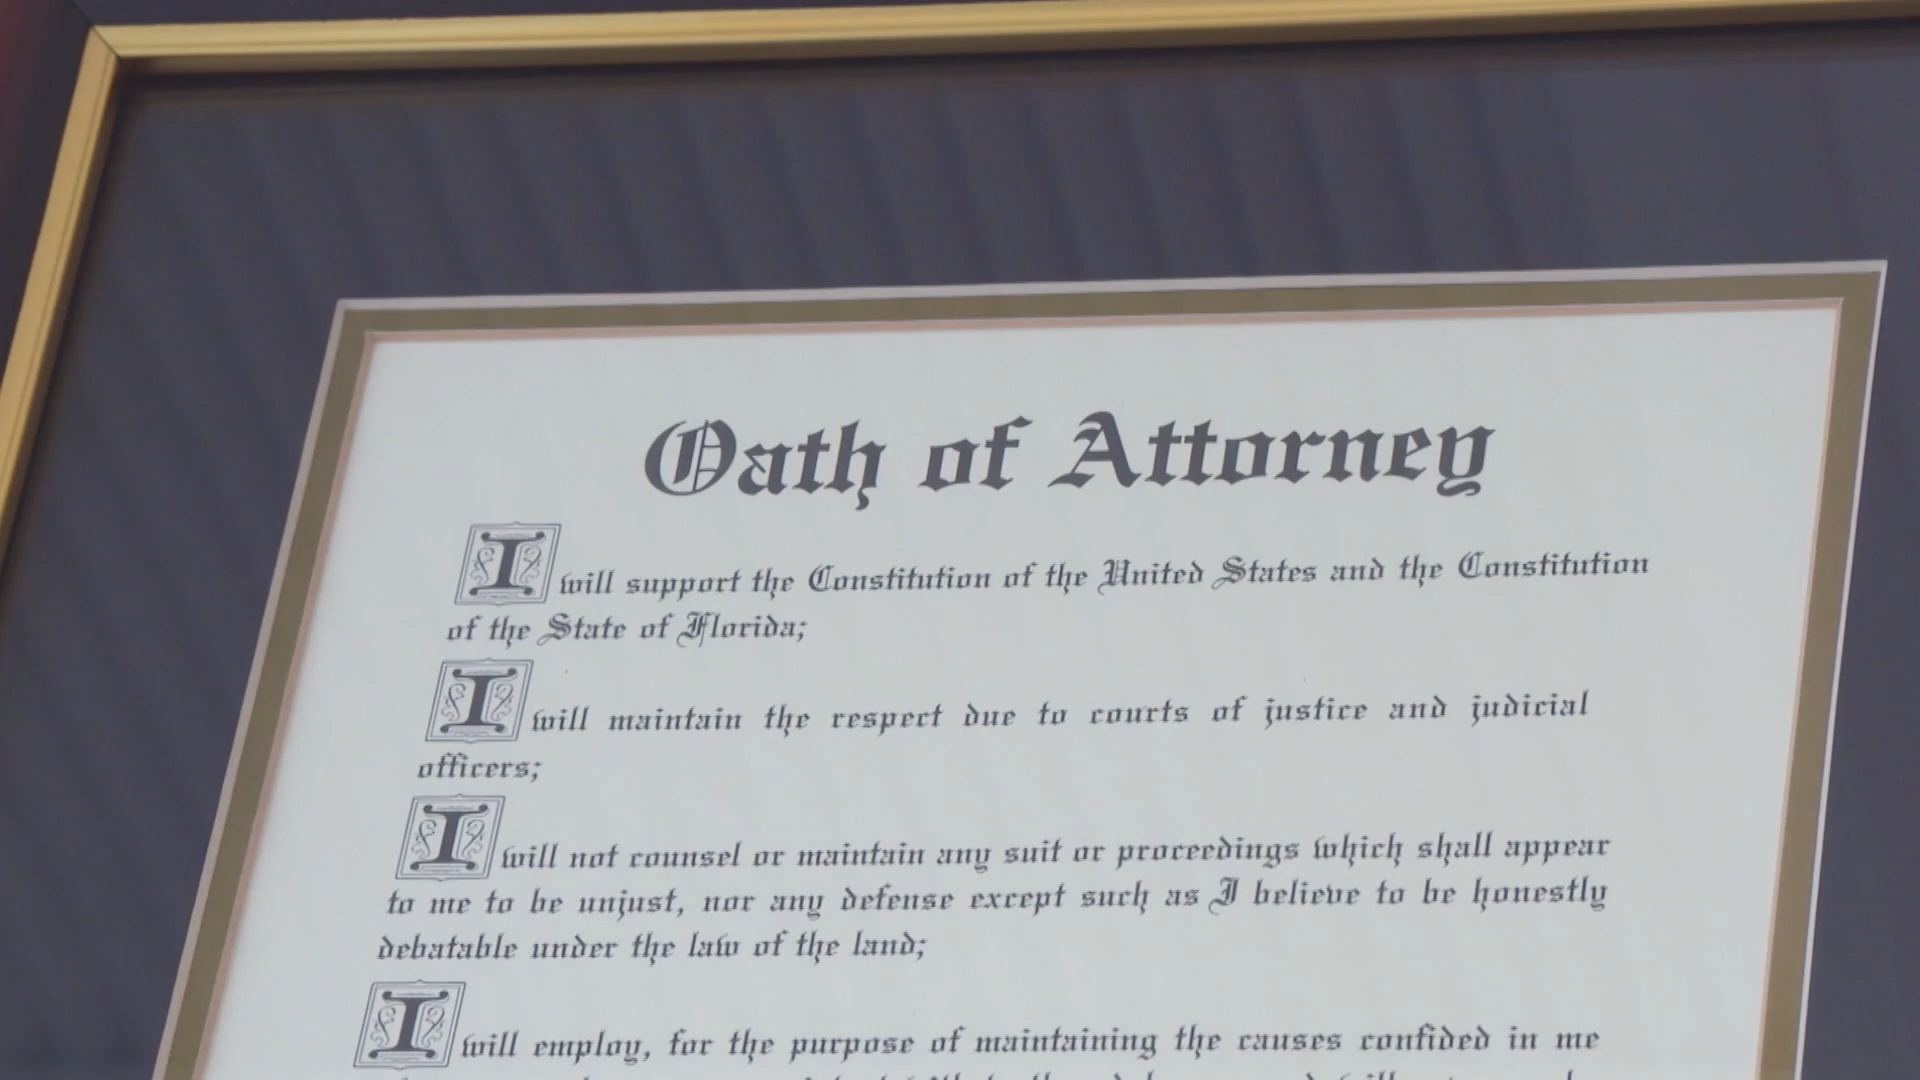 Oath of Attorney
I will support the Constitution of the United States and the Constitution
of the State of Florida;
I will maintain the respect due to courts of justice and judicial
officers;
I will not counsel or maintain any suit or proceedings which shall appear
to me to be unjust, nor any defense except such as I believe to be honestly
debatable under the law of the land;
I will employ, for the purpose of maintaining the causes confided in me